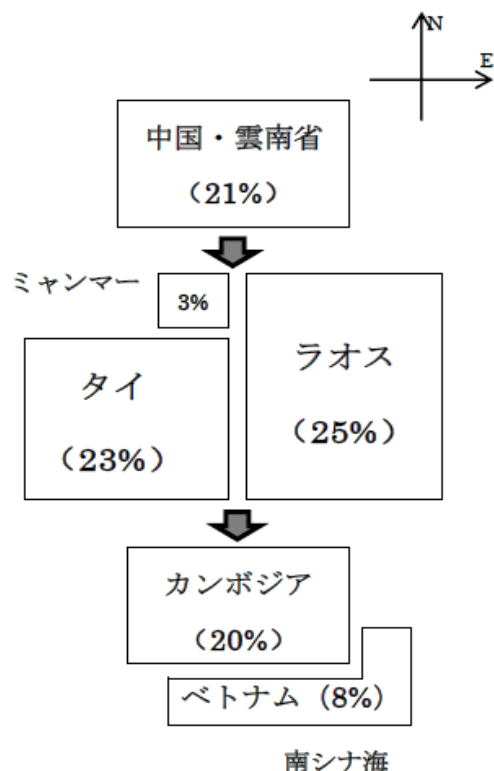 N
E
中国・雲南省
（21%）
ミャンマー
3%
ラオス
（25%）
タイ
（23%）
カンボジア
（20%）
ベトナム（8%）
南シナ海